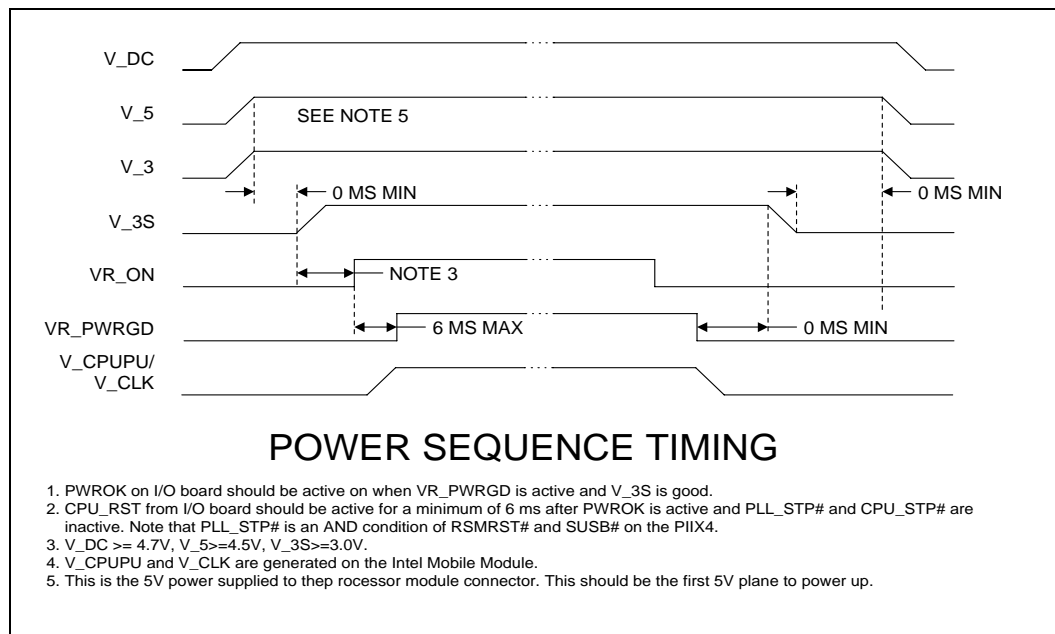 V_DC
V_5
SEE NOTE 5
V_3
0 MS MIN
0 MS MIN
V_3S
VR_ON
NOTE 3
VR_PWRGD
6 MS MAX
0 MS MIN
V_CPUPU/
V_CLK
POWER SEQUENCE TIMING
1. PWROK on I/O board should be active on when VR_PWRGD is active and V_3S is good.
2. CPU_RST from I/O board should be active for a minimum of 6 ms after PWROK is active and PLL_STP# and CPU_STP# are
inactive. Note that PLL_STP# is an AND condition of RSMRST# and SUSB# on the PIIX4.
3. V_DC >= 4.7V, V_5>=4.5V, V_3S>=3.0V.
4. V_CPUPU and V_CLK are generated on the Intel Mobile Module.
5. This is the 5V power supplied to thep rocessor module connector. This should be the first 5V plane to power up.